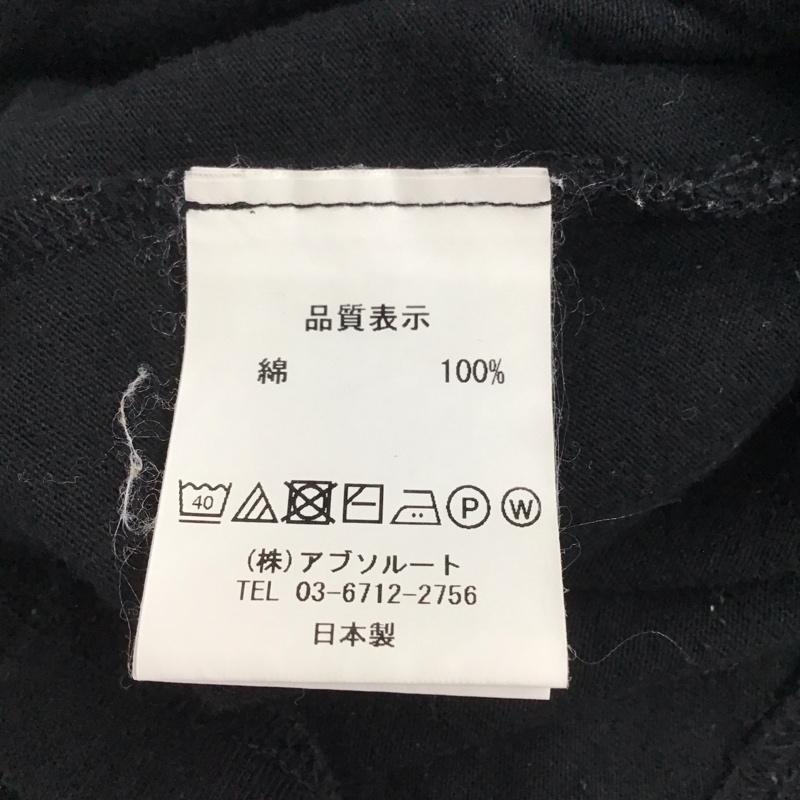 品質表示
綿 100%
40 P W
(株)アブソルート
TEL 03-6712-2756
日本製